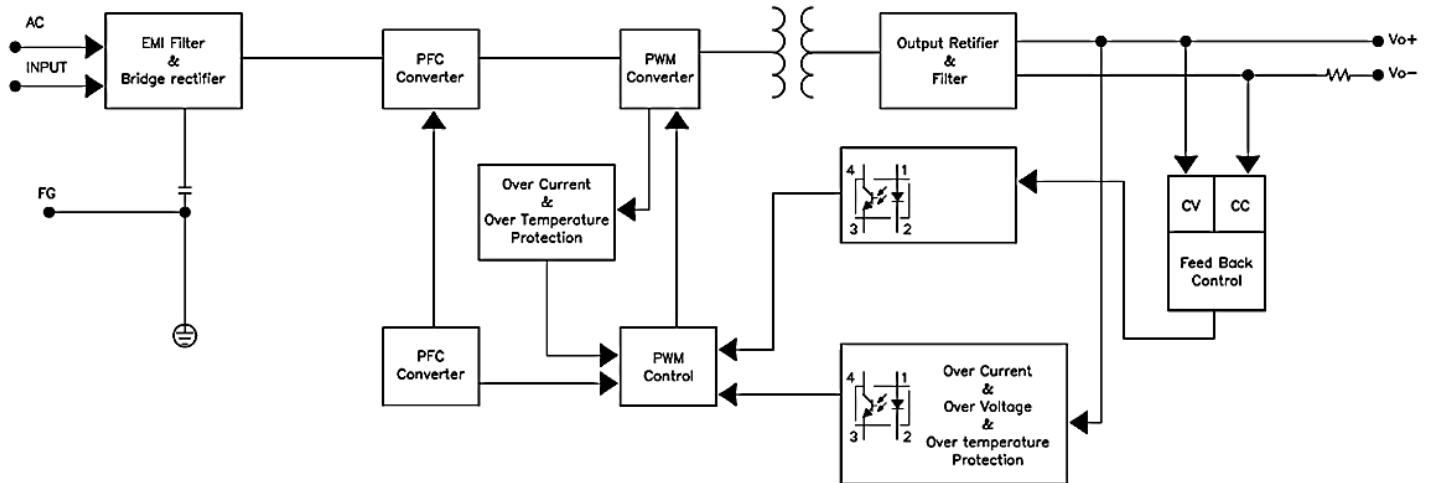 AC
INPUT
EMI Filter
&
Bridge rectifier
FG
PFC
Converter
PWM
Converter
Output Retifier
&
Filter
Vo+
Vo-
Over Current
&
Over Temperature
Protection
4
1
3
2
CV
CC
Feed Back
Control
PFC
Converter
PWM
Control
4
1
3
2
Over Current
&
Over Voltage
&
Over temperature
Protection